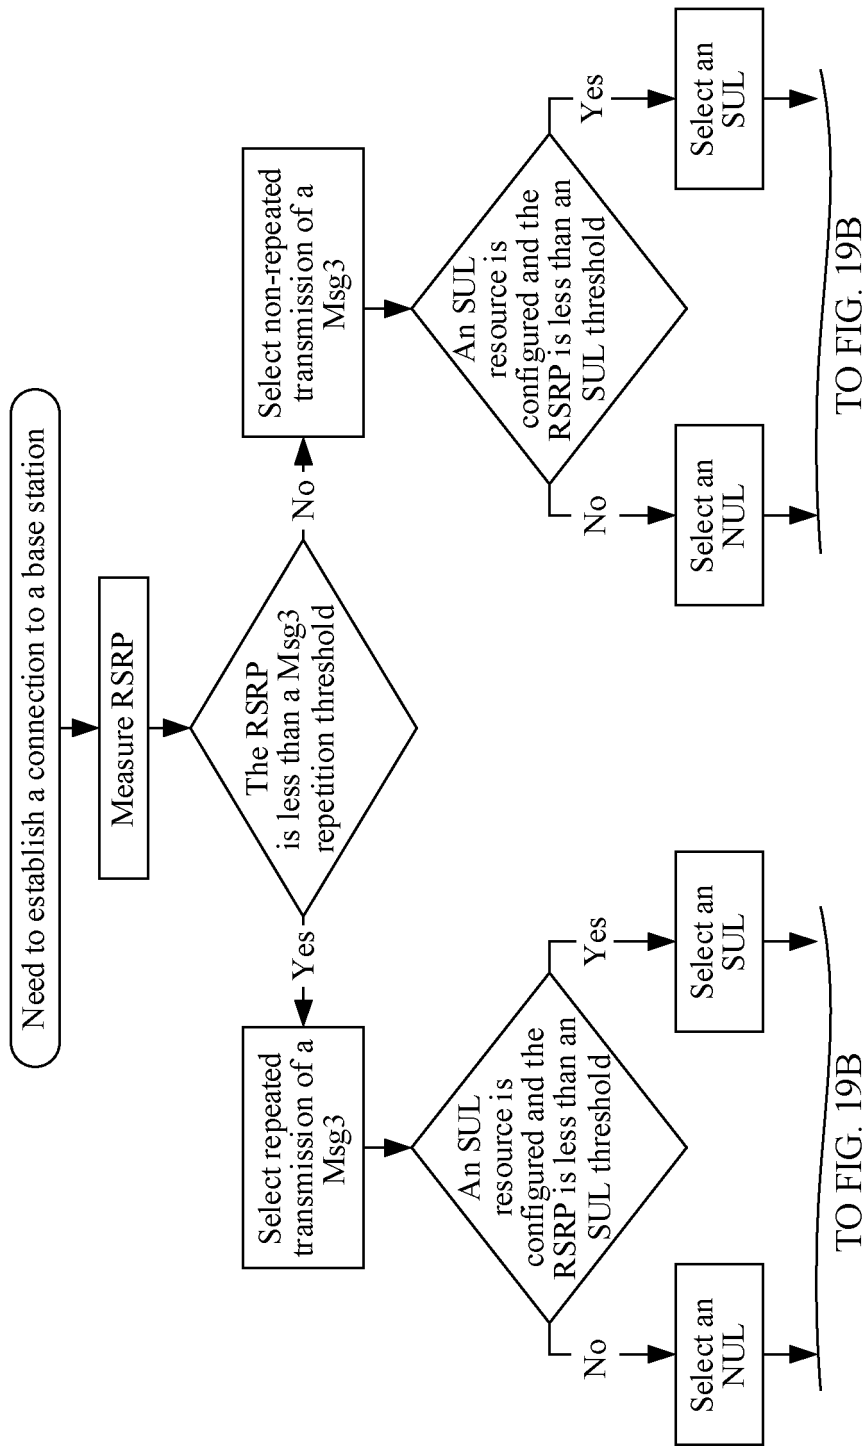 Need to establish a connection to a base station
Measure RSRP
The RSRP
is less than a Msg3
repetition threshold
Yes
No
Select repeated
transmission of a
Msg3
Select non-repeated
transmission of a
Msg3
An SUL
resource is
configured and the
RSRP is less than an
SUL threshold
An SUL
resource is
configured and the
RSRP is less than an
SUL threshold
No
Yes
No
Yes
Select an
NUL
Select an
SUL
Select an
NUL
Select an
SUL
TO FIG. 19B
TO FIG. 19B